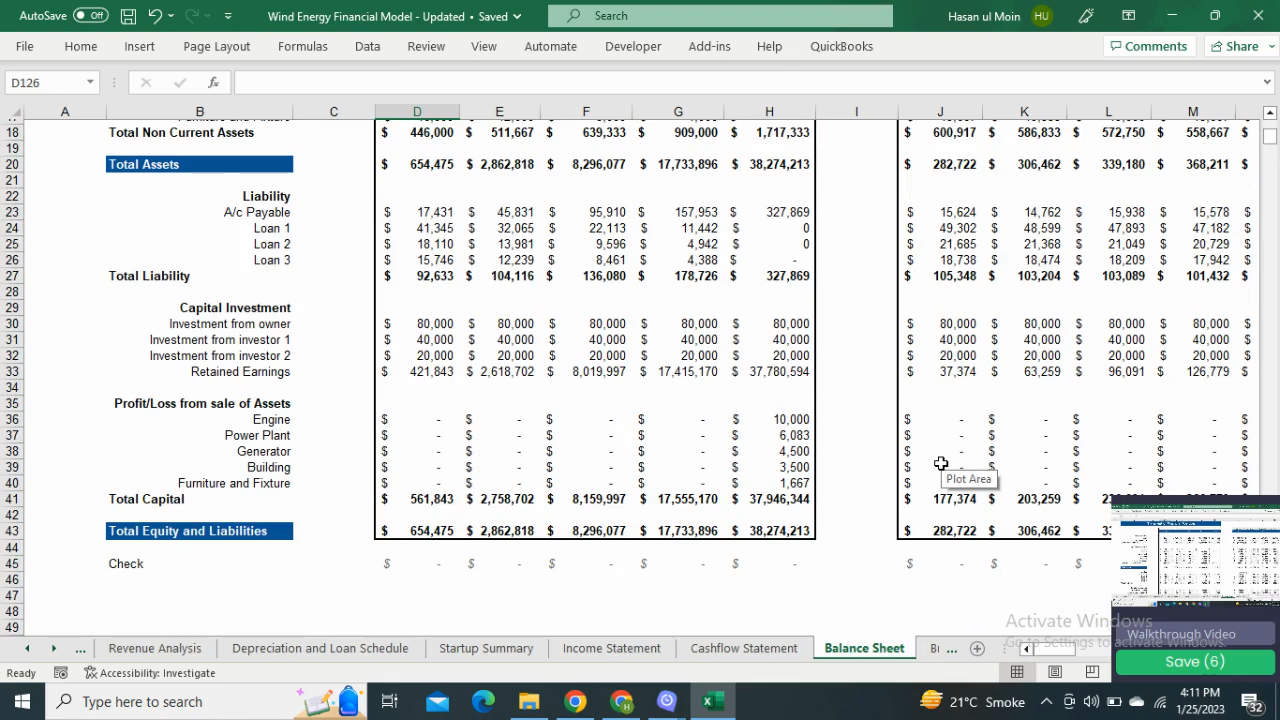 AutoSave Off Wind Energy Financial Model - Updated • Saved Search Hasan ul Moin HU
File Home Insert Page Layout Formulas Data Review View Automate Developer Add-ins Help QuickBooks Comments Share
D126 fx
A B C D E F G H I J K L M
18 Total Non Current Assets $ 446,000 $ 511,667 $ 639,333 $ 909,000 $ 1,717,333 $ 600,917 $ 586,833 $ 572,750 $ 558,667 $
19
20 Total Assets $ 654,475 $ 2,862,818 $ 8,296,077 $ 17,733,896 $ 38,274,213 $ 282,722 $ 306,462 $ 339,180 $ 368,211 $
21
22 Liability
23 A/c Payable $ 17,431 $ 45,831 $ 95,910 $ 157,953 $ 327,869 $ 15,624 $ 14,762 $ 15,938 $ 15,578 $
24 Loan 1 $ 41,345 $ 32,065 $ 22,113 $ 11,442 $ 0 $ 49,302 $ 48,599 $ 47,893 $ 47,182 $
25 Loan 2 $ 18,110 $ 13,981 $ 9,596 $ 4,942 $ 0 $ 21,685 $ 21,368 $ 21,049 $ 20,729 $
26 Loan 3 $ 15,746 $ 12,239 $ 8,461 $ 4,388 $ - $ 18,738 $ 18,474 $ 18,209 $ 17,942 $
27 Total Liability $ 92,633 $ 104,116 $ 136,080 $ 178,726 $ 327,869 $ 105,348 $ 103,204 $ 103,089 $ 101,432 $
28
29 Capital Investment
30 Investment from owner $ 80,000 $ 80,000 $ 80,000 $ 80,000 $ 80,000 $ 80,000 $ 80,000 $ 80,000 $ 80,000 $
31 Investment from investor 1 $ 40,000 $ 40,000 $ 40,000 $ 40,000 $ 40,000 $ 40,000 $ 40,000 $ 40,000 $ 40,000 $
32 Investment from investor 2 $ 20,000 $ 20,000 $ 20,000 $ 20,000 $ 20,000 $ 20,000 $ 20,000 $ 20,000 $ 20,000 $
33 Retained Earnings $ 421,843 $ 2,618,702 $ 8,019,997 $ 17,415,170 $ 37,780,594 $ 37,374 $ 63,259 $ 96,091 $ 126,779 $
34
35 Profit/Loss from sale of Assets
36 Engine $ - $ - $ - $ - $ 10,000 $ - $ - $ - $ - $
37 Power Plant $ - $ - $ - $ - $ 6,083 $ - $ - $ - $ - $
38 Generator $ - $ - $ - $ - $ 4,500 $ - $ - $ - $ - $
39 Building $ - $ - $ - $ - $ 3,500 $ - $ - $ - $ - $
40 Furniture and Fixture $ - $ - $ - $ - $ 1,667 $
Plot Area
41 Total Capital $ 561,843 $ 2,758,702 $ 8,159,997 $ 17,555,170 $ 37,946,344 $ 177,374 $ 203,259 $
42
43 Total Equity and Liabilities $ 654,475 $ 2,862,818 $ 8,296,077 $ 17,733,896 $ 38,274,213 $ 282,722 $ 306,462 $
44
45 Check $ - $ - $ - $ - $ - $ - $ - $
46
47
48
49
Activate Windows
Go to Settings to activate Windows.
Walkthrough Video
Save (6)
... Revenue Analysis Depreciation and Loan Schedule Startup Summary Income Statement Cashflow Statement Balance Sheet ...
Ready Accessibility: Investigate
Type here to search 21°C Smoke 4:11 PM
1/25/2023 32